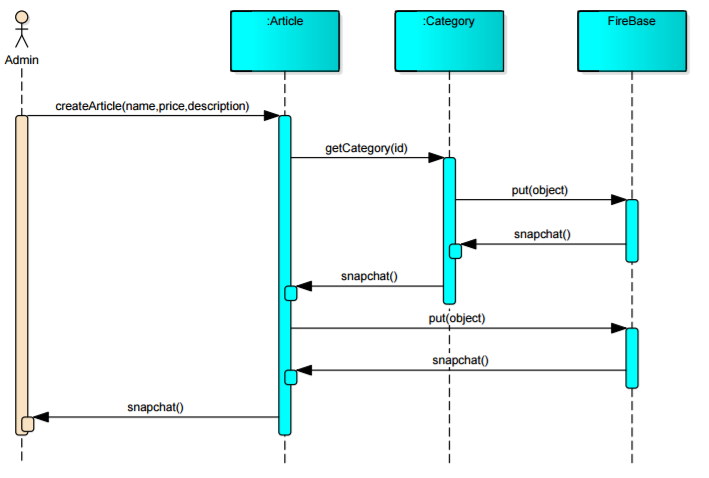 :Article
:Category
FireBase
Admin
createArticle(name,price,description)
getCategory(id)
put(object)
snapchat()
snapchat()
put(object)
snapchat()
snapchat()